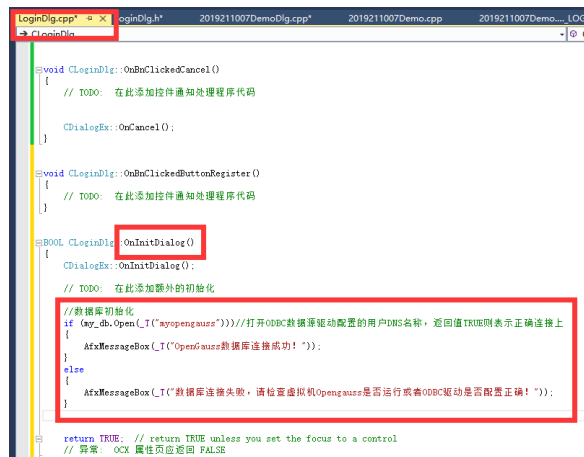 LoginDlg.cpp* LoginDlg.h* 2019211007DemoDlg.cpp* 2019211007Demo.cpp 2019211007Demo...._LOG
CLoginDlg
void CLoginDlg::OnBnClickedCancel()
{
// TODO: 在此添加控件通知处理程序代码
CDialogEx::OnCancel();
}
void CLoginDlg::OnBnClickedButtonRegister()
{
// TODO: 在此添加控件通知处理程序代码
}
BOOL CLoginDlg::OnInitDialog()
{
CDialogEx::OnInitDialog();
// TODO: 在此添加额外的初始化
//数据库初始化
if (my_db.Open(_T("myopengauss")))//打开ODBC数据源驱动配置的用户DNS名称，返回值TRUE则表示正确连接上
{
AfxMessageBox(_T("OpenGauss数据库连接成功！"));
}
else
{
AfxMessageBox(_T("数据库连接失败，请检查虚拟机Opengauss是否运行或者ODBC驱动是否配置正确！"));
}
return TRUE; // return TRUE unless you set the focus to a control
// 异常: OCX 属性页应返回 FALSE